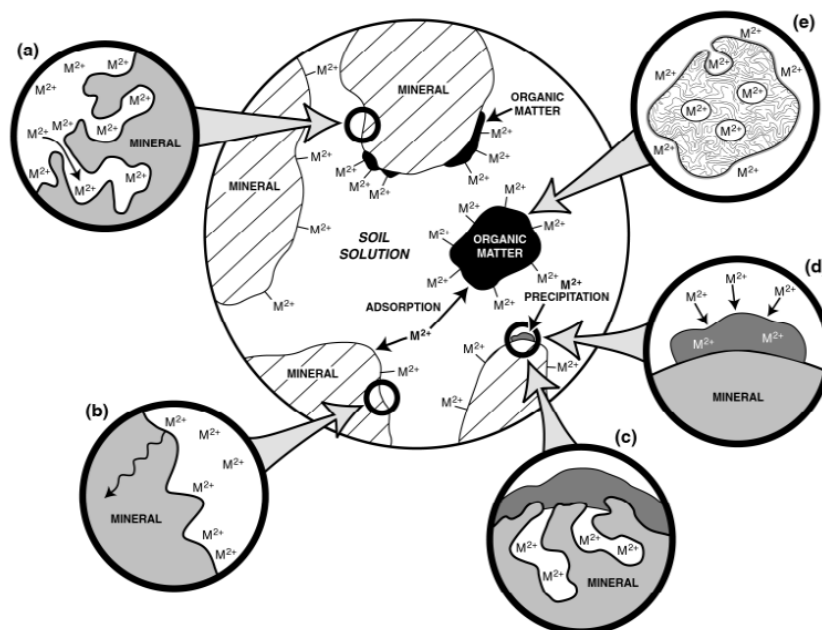 (a)
M²⁺
M²⁺
M²⁺
M²⁺
M²⁺
MINERAL
M²⁺
M²⁺
M²⁺
M²⁺
MINERAL
ORGANIC
MATTER
M²⁺
M²⁺
M²⁺
M²⁺
M²⁺
M²⁺
M²⁺
M²⁺
MINERAL
M²⁺
M²⁺
SOIL
SOLUTION
M²⁺
M²⁺
M²⁺
M²⁺
ORGANIC
MATTER
M²⁺
M²⁺
M²⁺
M²⁺
PRECIPITATION
ADSORPTION
M²⁺
M²⁺
M²⁺
MINERAL
M²⁺
M²⁺
M²⁺
M²⁺
M²⁺
(e)
M²⁺
M²⁺
M²⁺
M²⁺
M²⁺
M²⁺
M²⁺
M²⁺
(d)
M²⁺
M²⁺
M²⁺
M²⁺
M²⁺
MINERAL
(b)
M²⁺
M²⁺
M²⁺
M²⁺
MINERAL
M²⁺
M²⁺
(c)
M²⁺
M²⁺
M²⁺
MINERAL